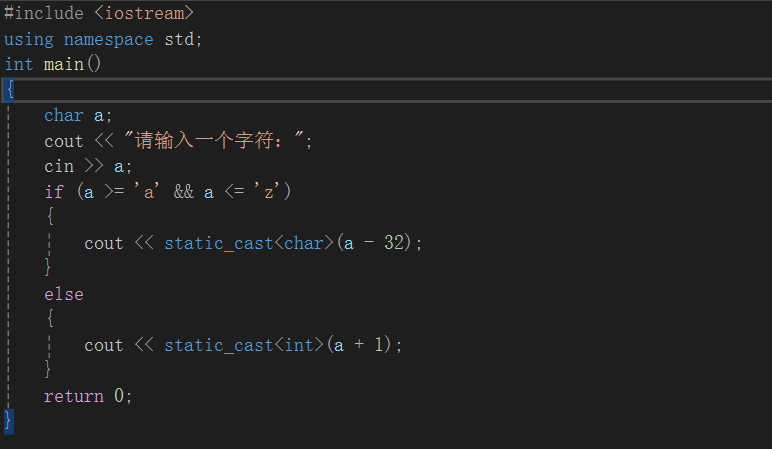 #include <iostream>
using namespace std;
int main()
{
char a;
cout << "请输入一个字符：";
cin >> a;
if (a >= 'a' && a <= 'z')
{
cout << static_cast<char>(a - 32);
}
else
{
cout << static_cast<int>(a + 1);
}
return 0;
}